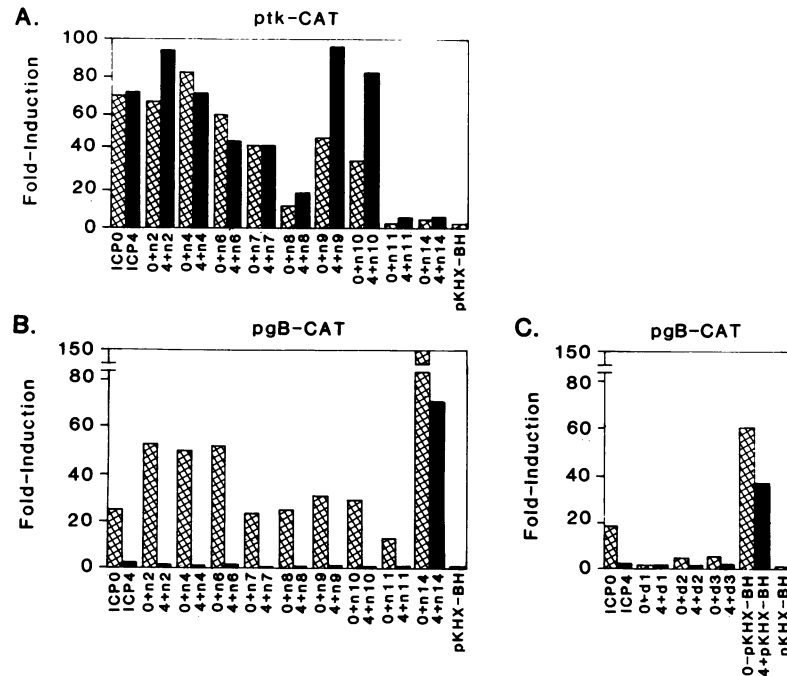 A.
ptk-CAT
Fold-Induction
100
80
60
40
20
0
ICP0
ICP4
0+n2
4+n2
0+n4
4+n4
0+n6
4+n6
0+n7
4+n7
0+n8
4+n8
0+n9
4+n9
0+n10
4+n10
0+n11
4+n11
0+n14
4+n14
pKHX-BH
B.
pgB-CAT
Fold-Induction
150
80
60
40
20
0
ICP0
ICP4
0+n2
4+n2
0+n4
4+n4
0+n6
4+n6
0+n7
4+n7
0+n8
4+n8
0+n9
4+n9
0+n10
4+n10
0+n11
4+n11
0+n14
4+n14
pKHX-BH
C.
pgB-CAT
Fold-Induction
150
80
60
40
20
0
ICP0
ICP4
0+d1
4+d1
0+d2
4+d2
0+d3
4+d3
0-pKHX-BH
4+pKHX-BH
pKHX-BH